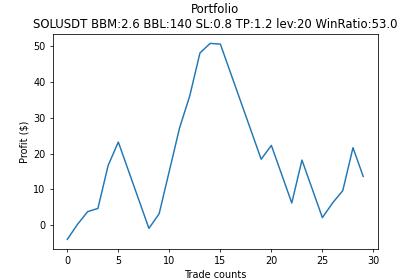 Portfolio
SOLUSDT BBM:2.6 BBL:140 SL:0.8 TP:1.2 lev:20 WinRatio:53.0
Profit ($)
50
40
30
20
10
0
0 5 10 15 20 25 30
Trade counts